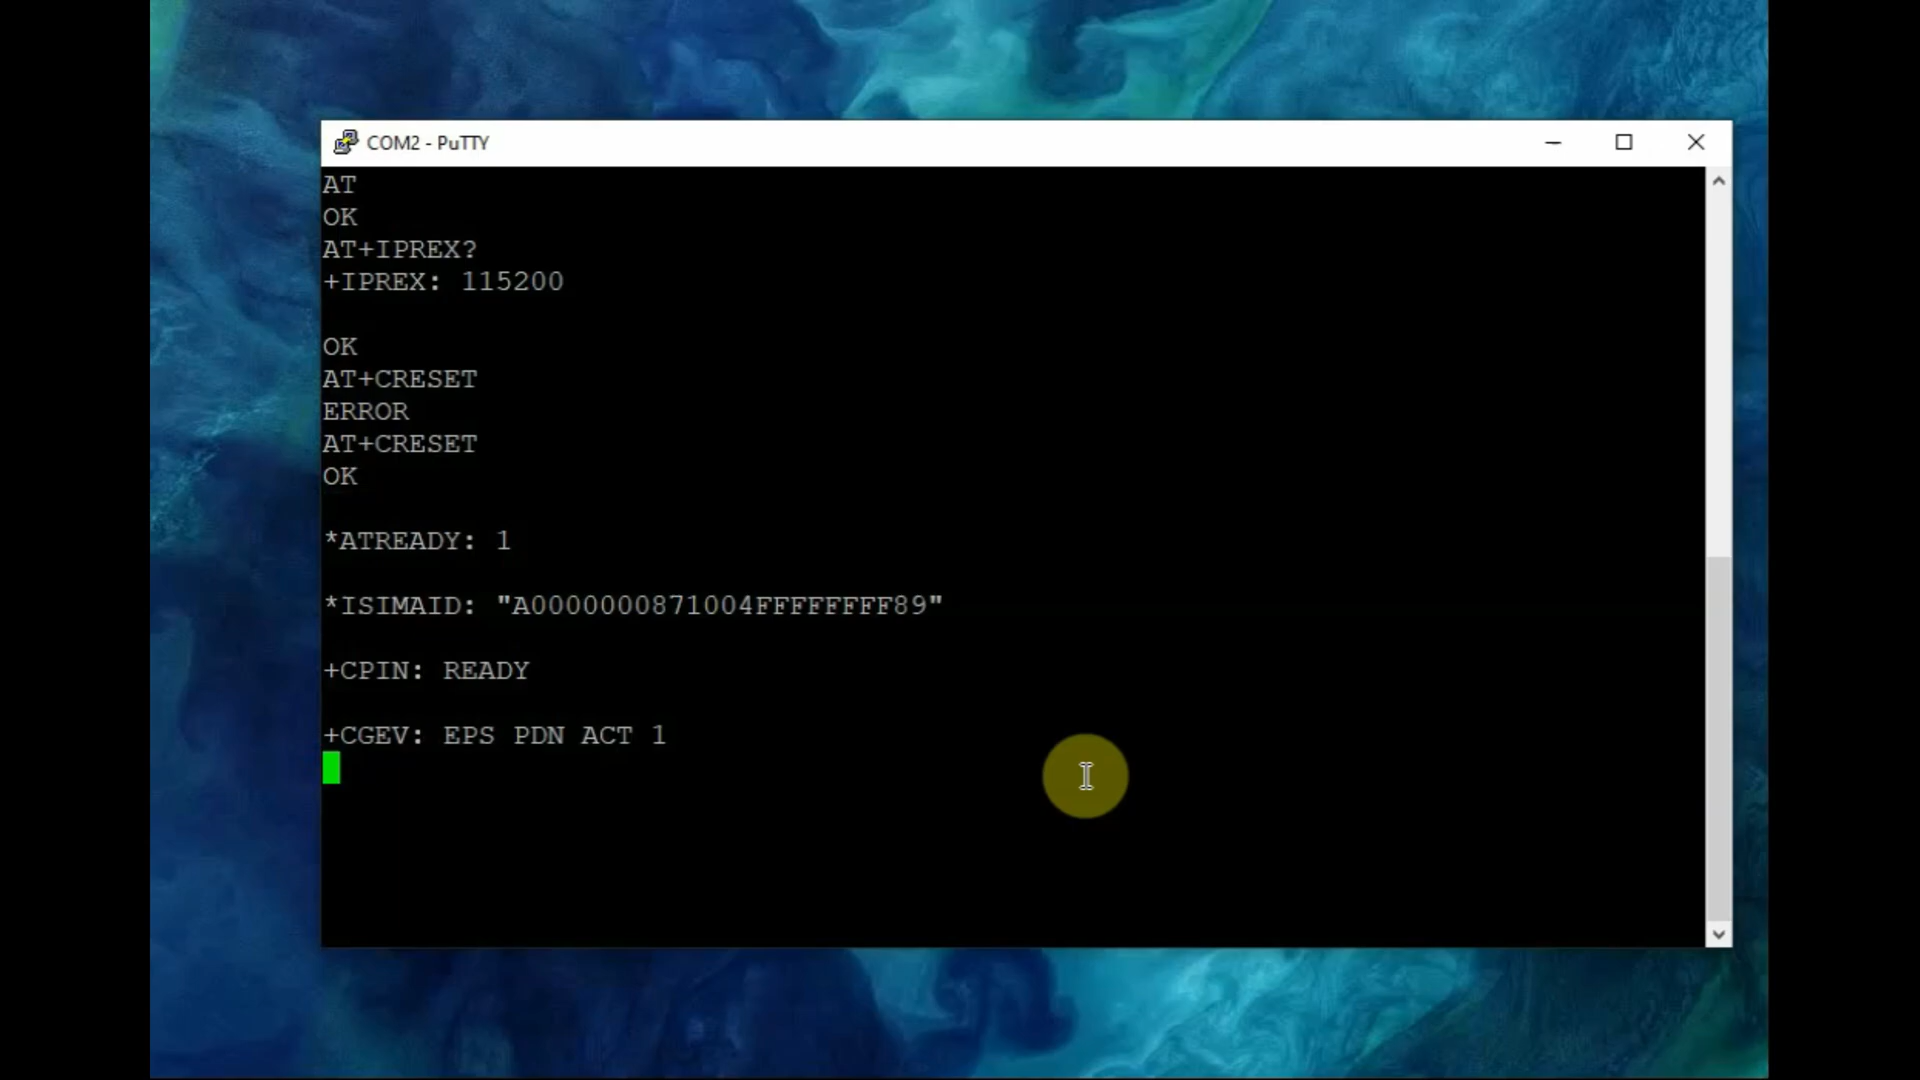 COM2 - PuTTY
AT
OK
AT+IPREX?
+IPREX: 115200
OK
AT+CRESET
ERROR
AT+CRESET
OK
*ATREADY: 1
*ISIMAID: "A0000000871004FFFFFFFF89"
+CPIN: READY
+CGEV: EPS PDN ACT 1